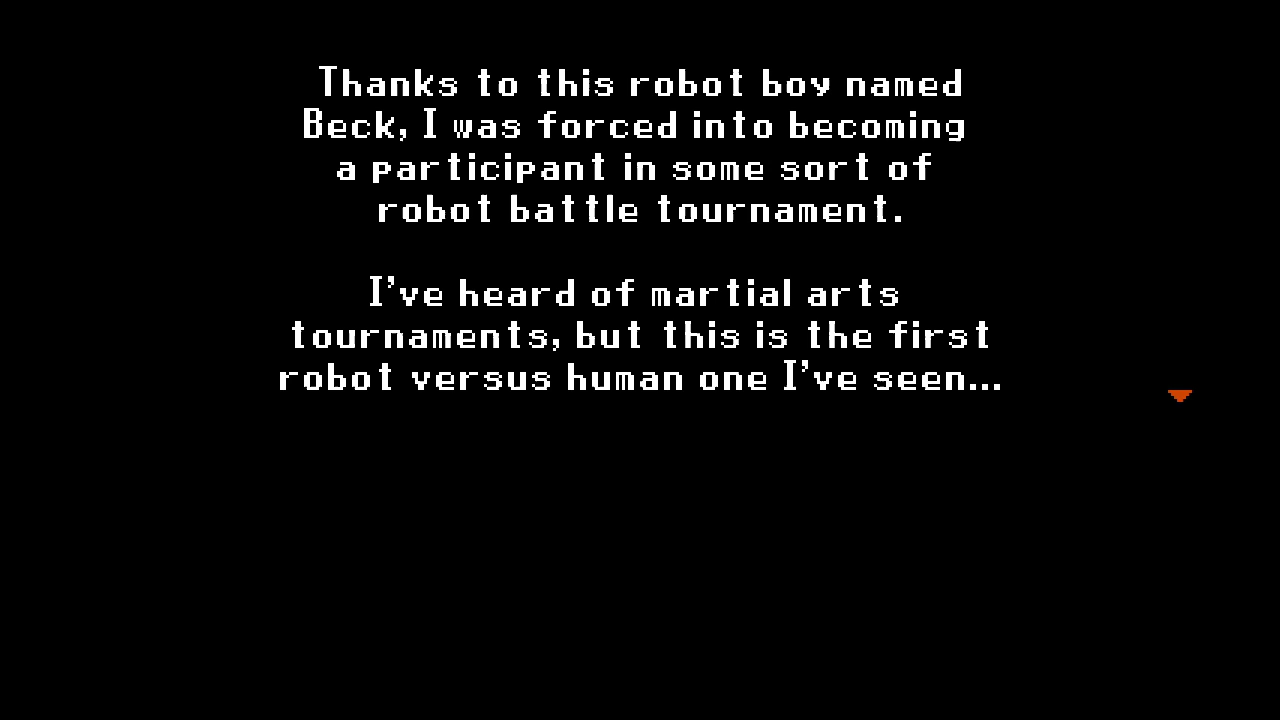 Thanks to this robot boy named
Beck, I was forced into becoming
a participant in some sort of
robot battle tournament.
I've heard of martial arts
tournaments, but this is the first
robot versus human one I've seen...